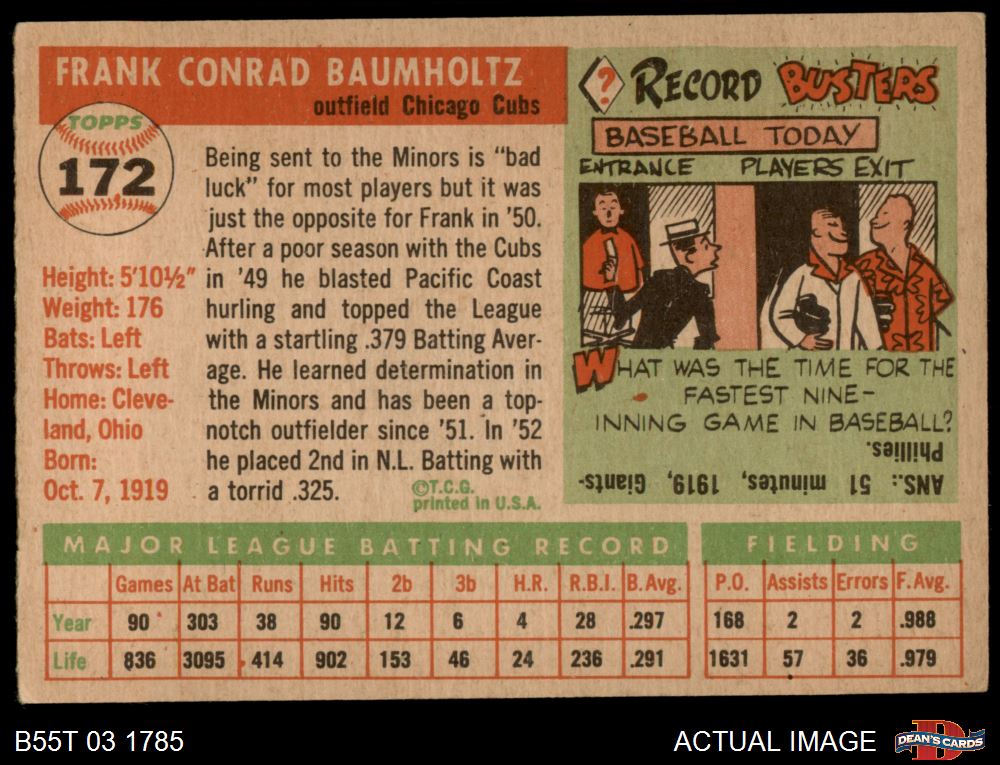 FRANK CONRAD BAUMHOLTZ
outfield Chicago Cubs
TOPPS
172
Being sent to the Minors is “bad
luck” for most players but it was
just the opposite for Frank in ’50.
After a poor season with the Cubs
in ’49 he blasted Pacific Coast
hurling and topped the League
with a startling .379 Batting Aver-
age. He learned determination in
the Minors and has been a top-
notch outfielder since ’51. In ’52
he placed 2nd in N.L. Batting with
a torrid .325.
©T.C.G.
printed in U.S.A.
Height: 5'10½"
Weight: 176
Bats: Left
Throws: Left
Home: Cleve-
land, Ohio
Born:
Oct. 7, 1919
? RECORD BUSTERS
BASEBALL TODAY
ENTRANCE PLAYERS EXIT
WHAT WAS THE TIME FOR THE
FASTEST NINE-
INNING GAME IN BASEBALL?
ANS.: 51 minutes, 1919, Giants-
Phillies.
MAJOR LEAGUE BATTING RECORD FIELDING
Games At Bat Runs Hits 2b 3b H.R. R.B.I. B. Avg. P.O. Assists Errors F. Avg.
Year 90 303 38 90 12 6 4 28 .297 168 2 2 .988
Life 836 3095 414 902 153 46 24 236 .291 1631 57 36 .979
B55T 03 1785 ACTUAL IMAGE DEAN'S CARDS